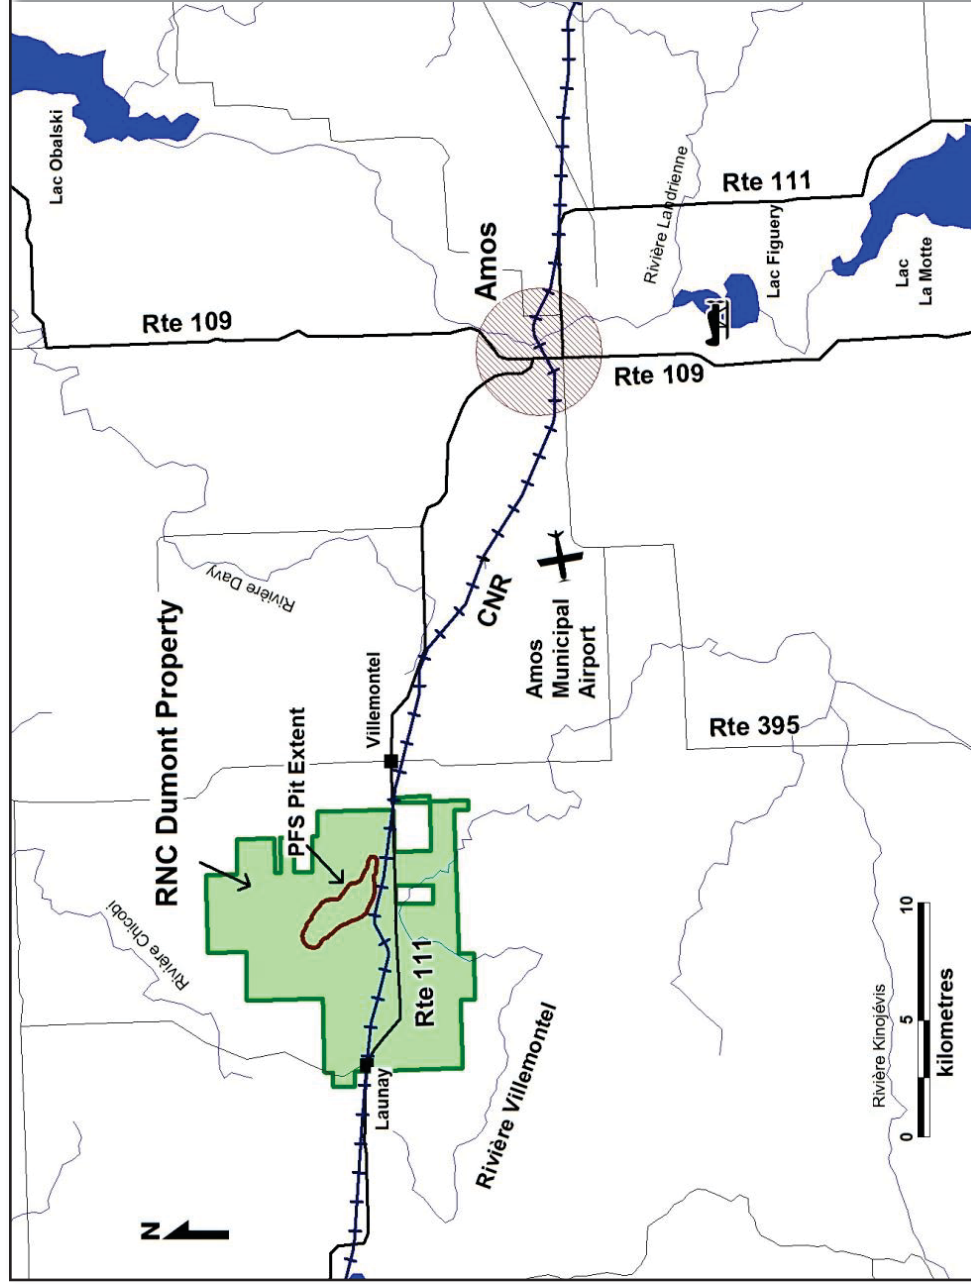 Lac Obalski
Rte 109
Amos
Rivière Landrienne
Rte 111
Lac Figuery
Lac
La Motte
Rte 109
RNC Dumont Property
Rivière Davy
PFS Pit Extent
Villemontel
CNR
Amos
Municipal
Airport
Rte 395
Rivière Chicobi
Rte 111
Launay
Rivière Villemontel
Rivière Kinojévis
N
0 5 10
kilometres